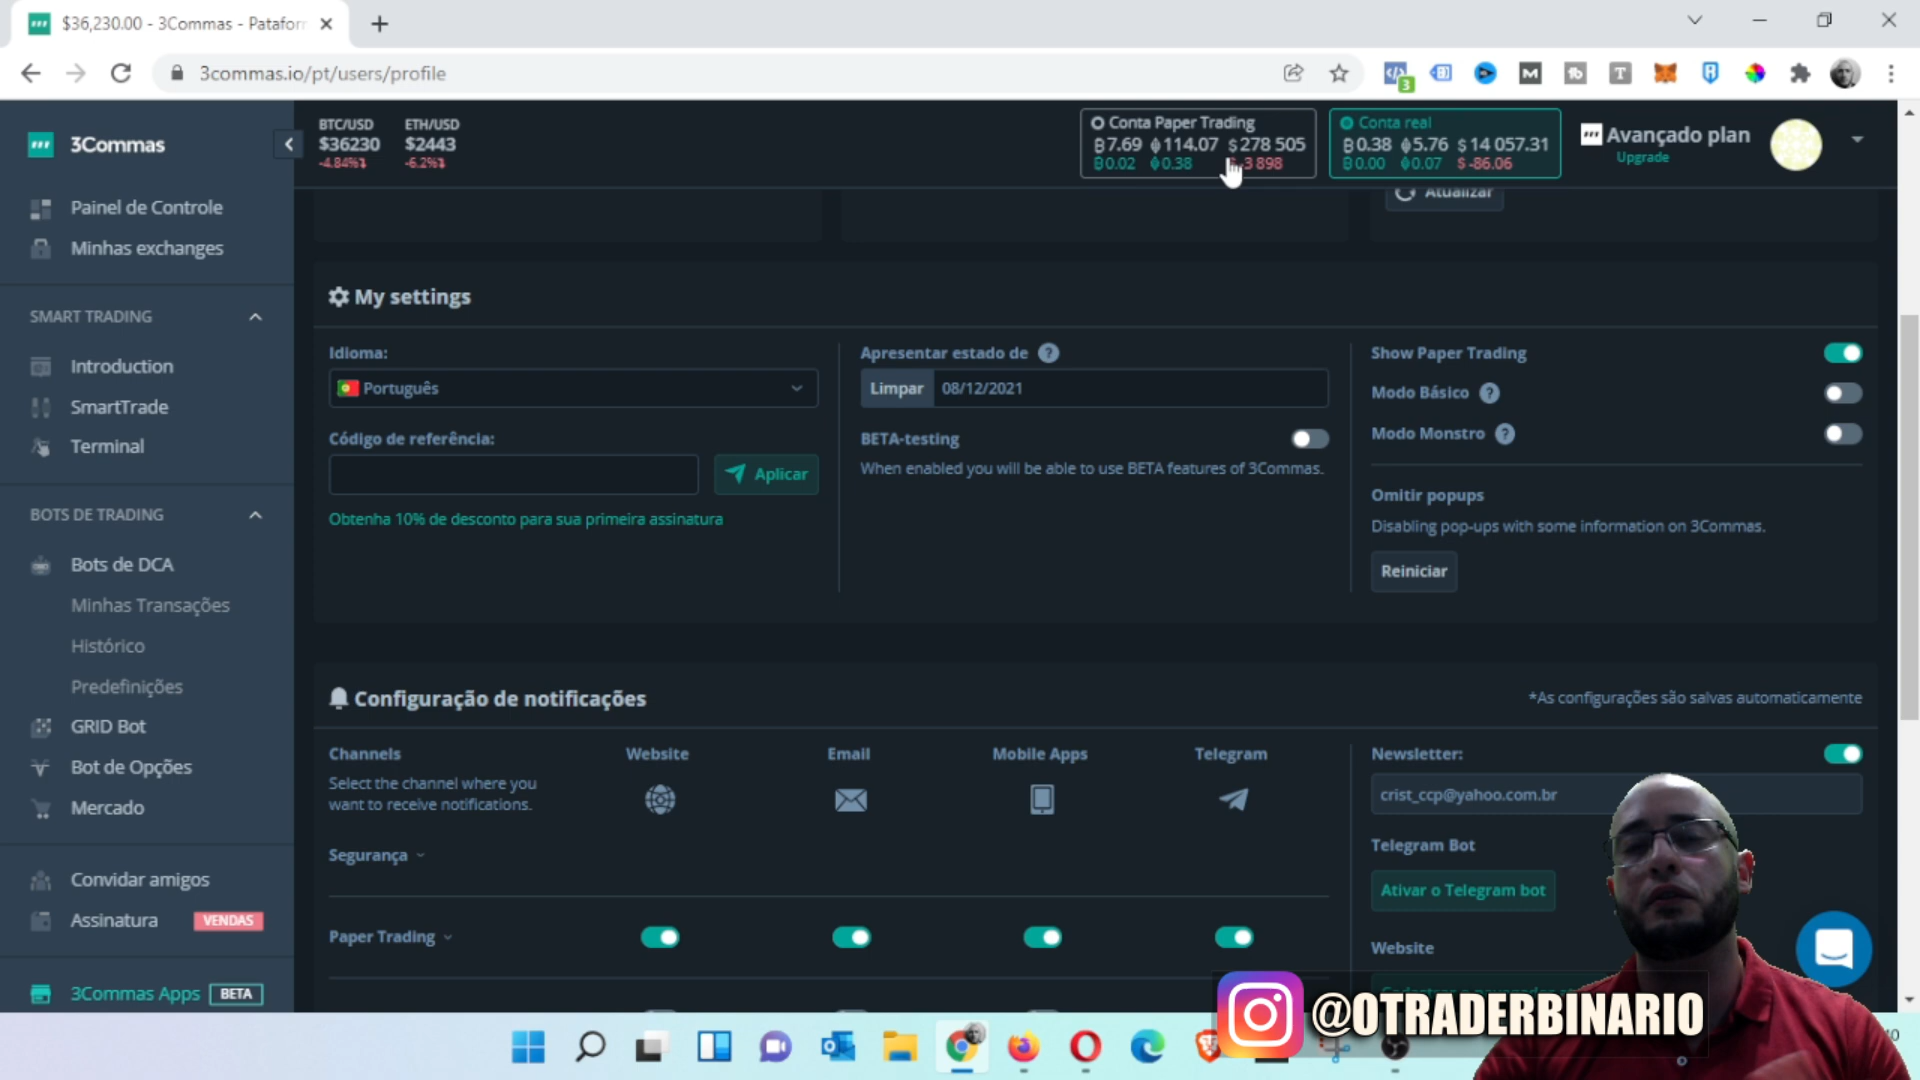 $36,230.00 - 3Commas - Platafor
3commas.io/pt/users/profile
3Commas
BTC/USD
$36230
-4.84%
ETH/USD
$2443
-6.2%
Conta Paper Trading
7.69 114.07 $278 505
0.02 0.38 3 898
Conta real
0.38 5.76 $14 057.31
0.00 0.07 $ -86.06
Avançado plan
Upgrade
Atualizar
Painel de Controle
Minhas exchanges
SMART TRADING
Introduction
SmartTrade
Terminal
BOTS DE TRADING
Bots de DCA
Minhas Transações
Histórico
Predefinições
GRID Bot
Bot de Opções
Mercado
Convidar amigos
Assinatura VENDAS
3Commas Apps BETA
My settings
Idioma:
Português
Código de referência:
Aplicar
Obtenha 10% de desconto para sua primeira assinatura
Apresentar estado de ?
Limpar 08/12/2021
BETA-testing
When enabled you will be able to use BETA features of 3Commas.
Show Paper Trading
Modo Básico ?
Modo Monstro ?
Omitir popups
Disabling pop-ups with some information on 3Commas.
Reiniciar
Configuração de notificações
*As configurações são salvas automaticamente
Channels
Select the channel where you
want to receive notifications.
Website
Email
Mobile Apps
Telegram
Segurança
Paper Trading
Newsletter:
crist_ccp@yahoo.com.br
Telegram Bot
Ativar o Telegram bot
Website
@OTRADERBINARIO